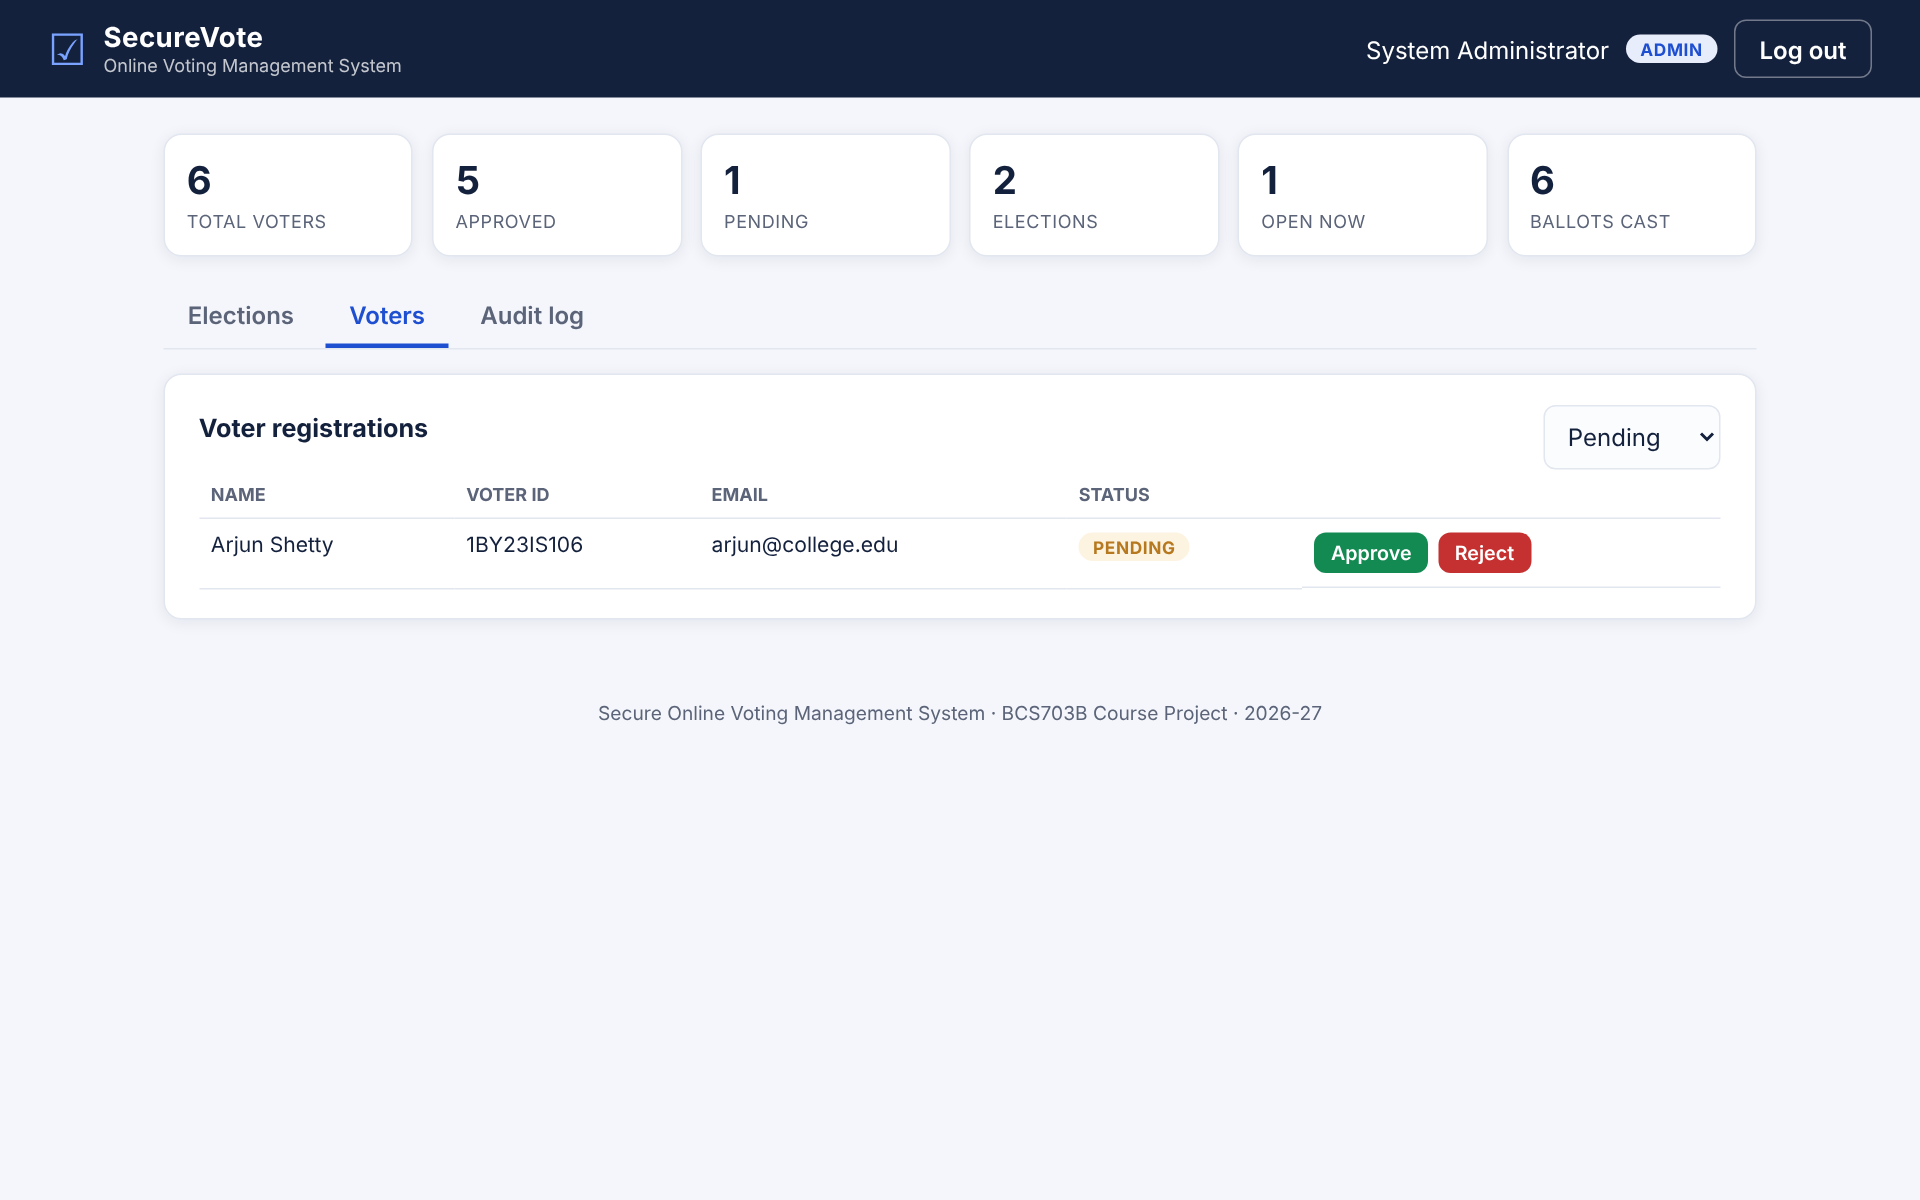 SecureVote
Online Voting Management System
System Administrator ADMIN Log out
6 5 1 2 1 6
TOTAL VOTERS APPROVED PENDING ELECTIONS OPEN NOW BALLOTS CAST
Elections Voters Audit log
Voter registrations
Pending
NAME VOTER ID EMAIL STATUS
Arjun Shetty 1BY23IS106 arjun@college.edu PENDING Approve Reject
Secure Online Voting Management System · BCS703B Course Project · 2026-27